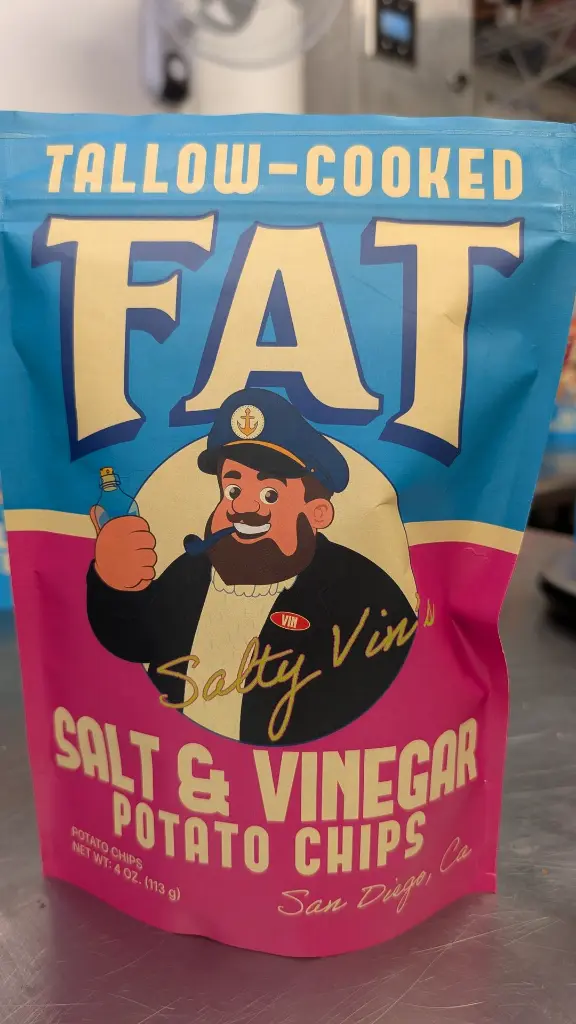 TALLOW-COOKED
FAT
VIN
Salty Vin's
SALT & VINEGAR
POTATO CHIPS
POTATO CHIPS
NET WT: 4 OZ. (113 g)
San Diego, Ca